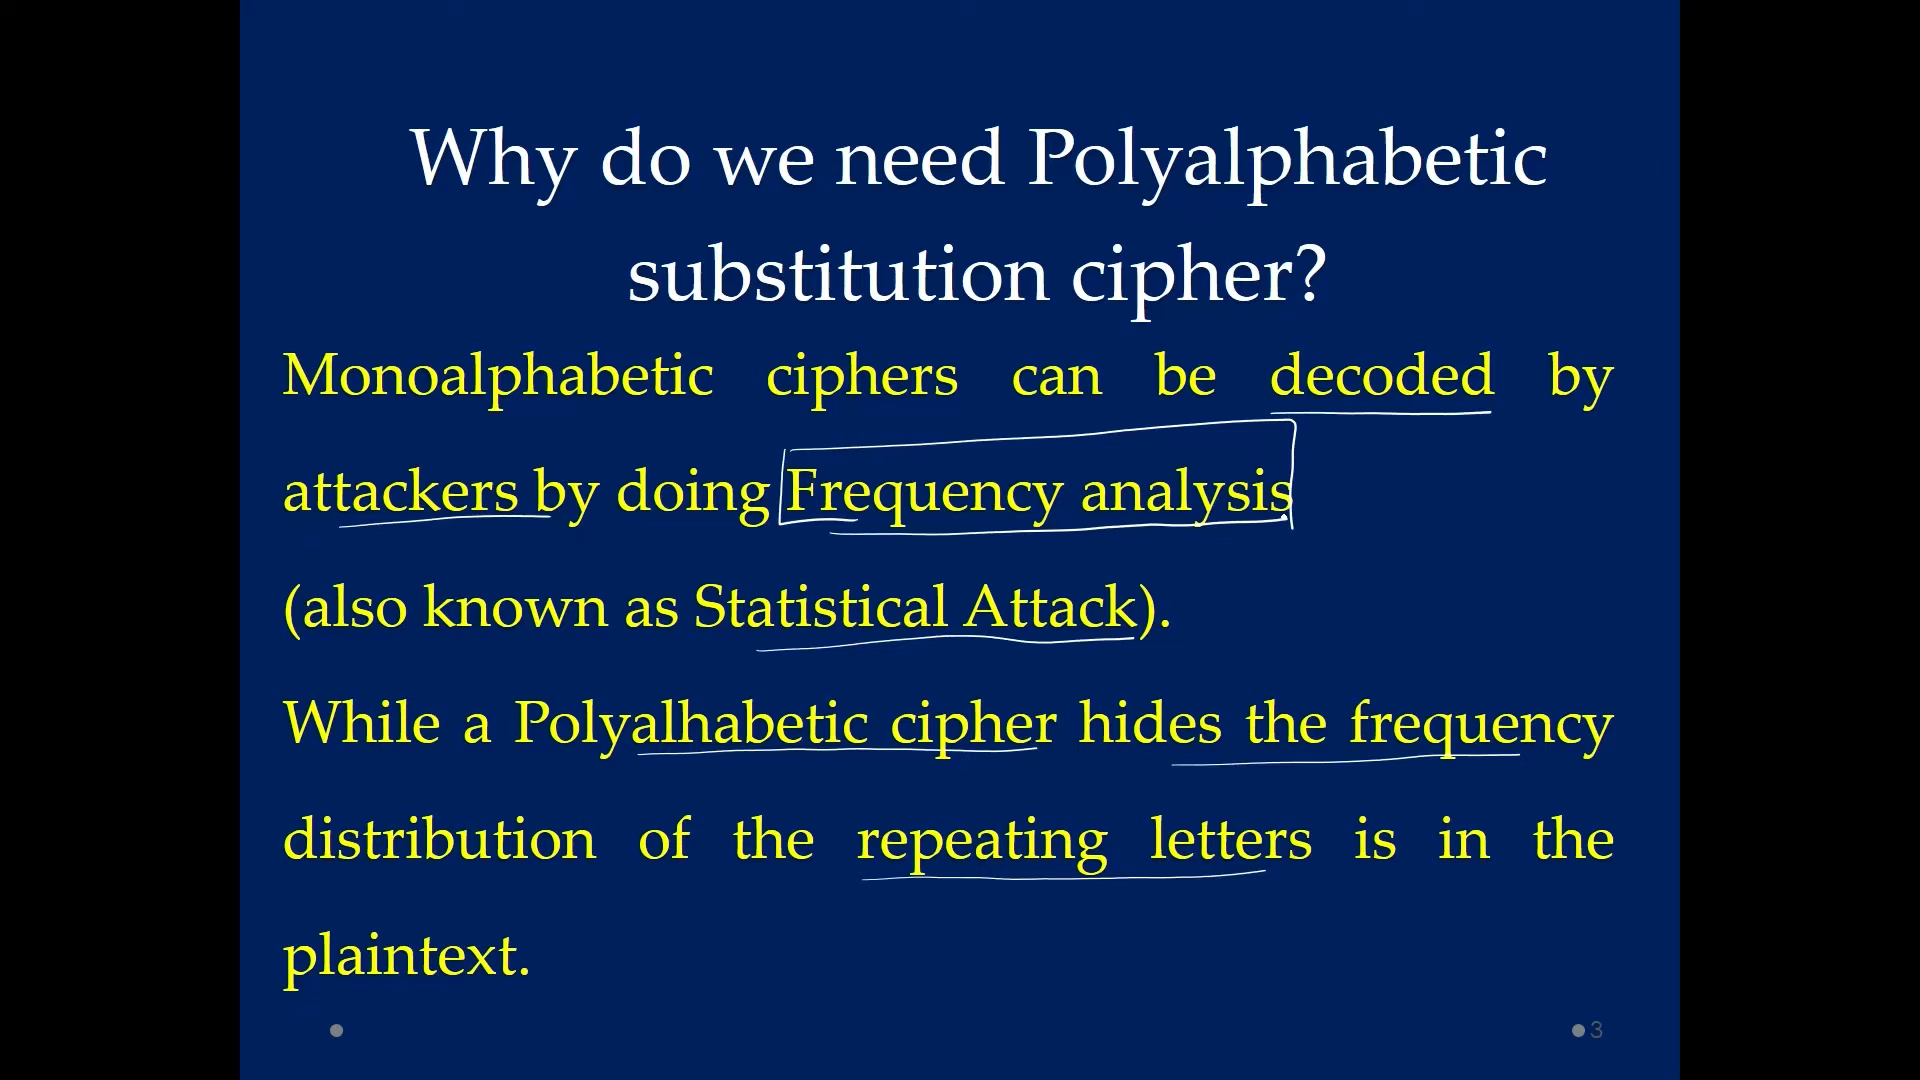 Why do we need Polyalphabetic
substitution cipher?
Monoalphabetic ciphers can be decoded by
attackers by doing Frequency analysis
(also known as Statistical Attack).
While a Polyalhabetic cipher hides the frequency
distribution of the repeating letters is in the
plaintext.
3